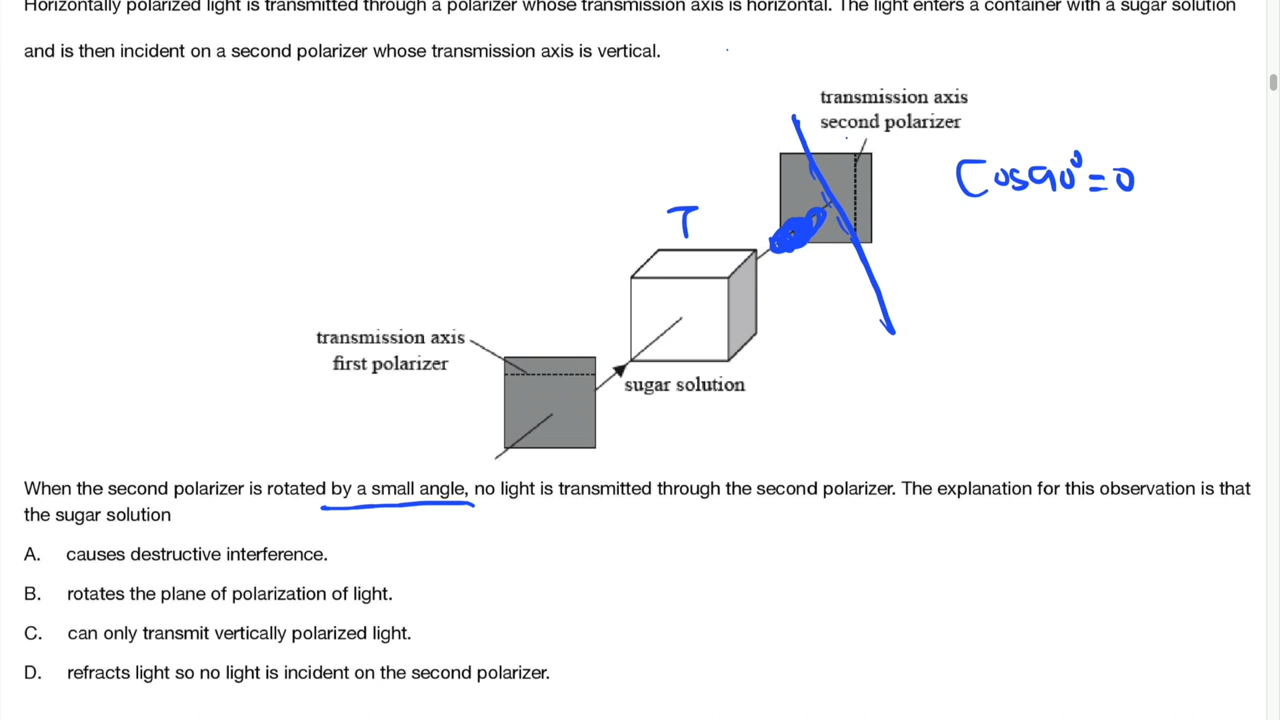 Horizontally polarized light is transmitted through a polarizer whose transmission axis is horizontal. The light enters a container with a sugar solution
and is then incident on a second polarizer whose transmission axis is vertical.
transmission axis
second polarizer
Cos90°=0
T
transmission axis
first polarizer
sugar solution
When the second polarizer is rotated by a small angle, no light is transmitted through the second polarizer. The explanation for this observation is that
the sugar solution
A. causes destructive interference.
B. rotates the plane of polarization of light.
C. can only transmit vertically polarized light.
D. refracts light so no light is incident on the second polarizer.